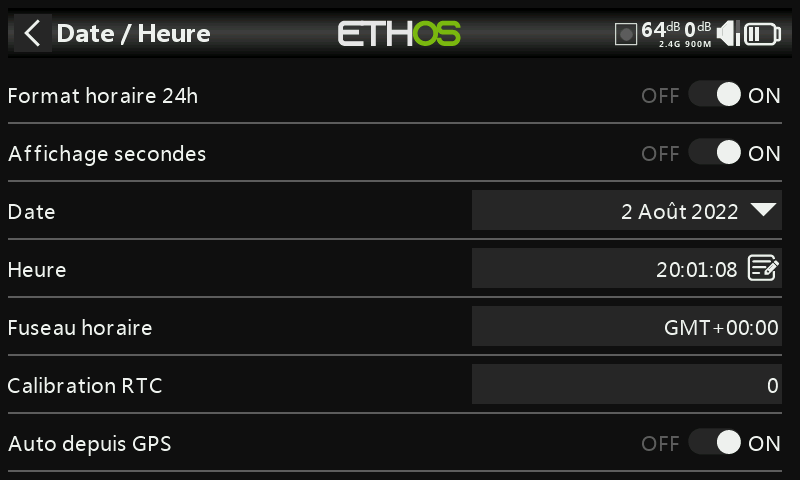 Date / Heure
ETHOS
64dB 0dB
2.4G 900M
Format horaire 24h OFF ON
Affichage secondes OFF ON
Date 2 Août 2022
Heure 20:01:08
Fuseau horaire GMT+00:00
Calibration RTC 0
Auto depuis GPS OFF ON